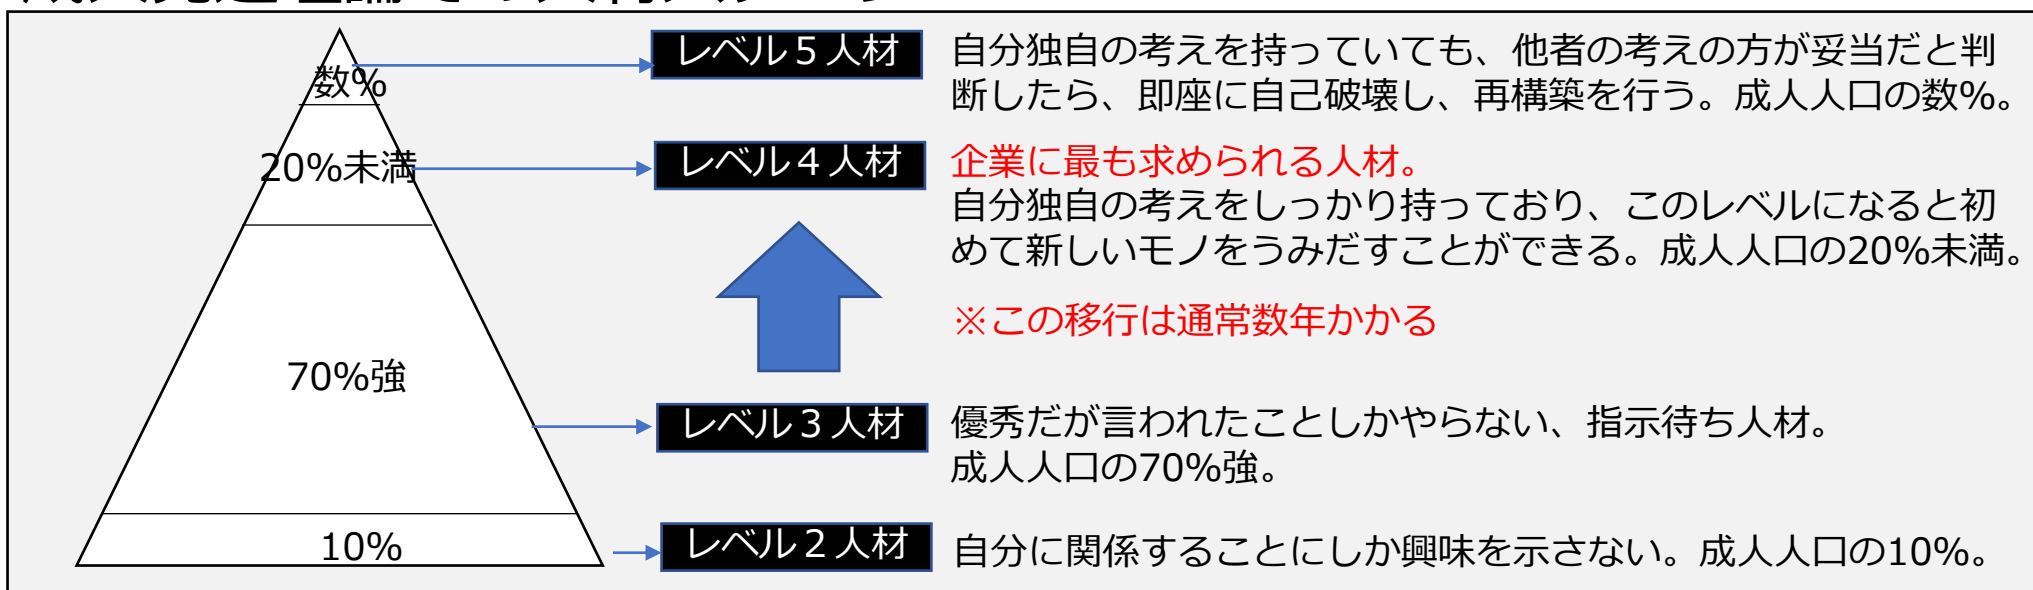 数%
レベル５人材
自分独自の考えを持っていても、他者の考えの方が妥当だと判
断したら、即座に自己破壊し、再構築を行う。成人人口の数%。
20%未満
レベル４人材
企業に最も求められる人材。
自分独自の考えをしっかり持っており、このレベルになると初
めて新しいモノをうみだすことができる。成人人口の20%未満。
※この移行は通常数年かかる
70%強
レベル３人材
優秀だが言われたことしかやらない、指示待ち人材。
成人人口の70%強。
10%
レベル２人材
自分に関係することにしか興味を示さない。成人人口の10%。